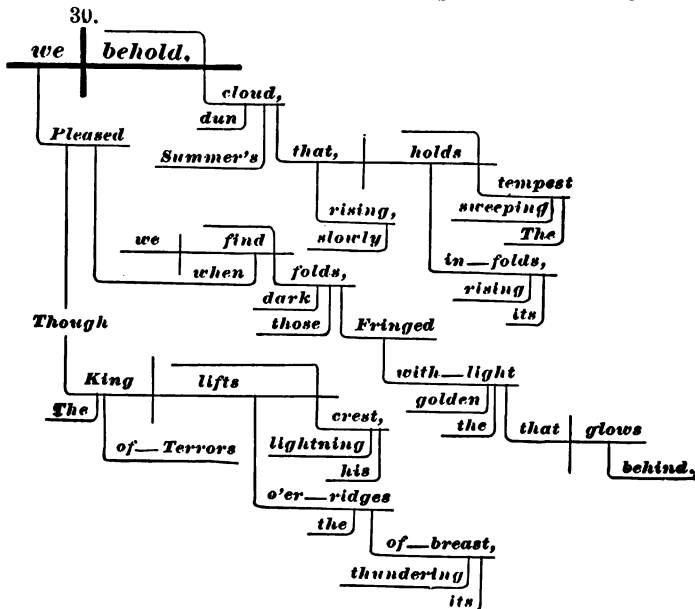 30.
we behold,
cloud,
dun
Pleased
Summer's
that, holds
tempest
sweeping
rising,
The
slowly
we find
in—folds,
when
folds,
rising
dark
its
those
Though
Fringed
King lifts
with—light
The
golden
crest,
the
that glows
lightning
of—Terrors
behind,
his
o'er—ridges
the
of—breast,
thundering
its